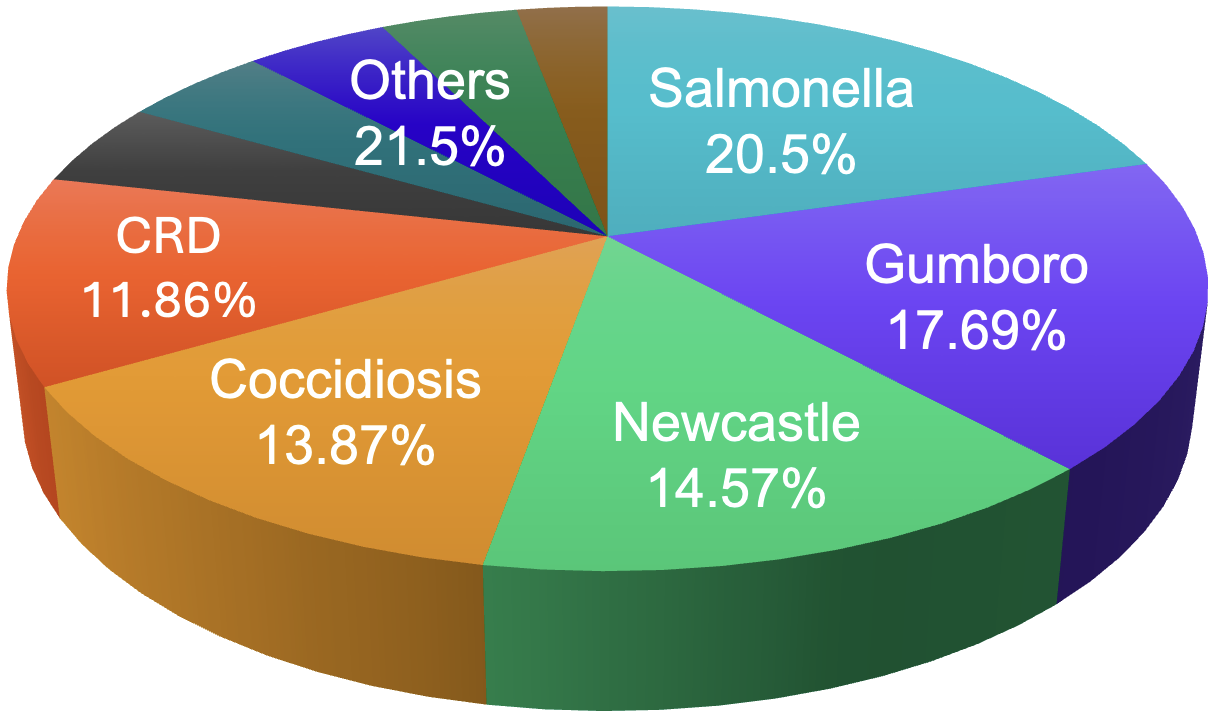 Others
21.5%
Salmonella
20.5%
CRD
11.86%
Gumboro
17.69%
Coccidiosis
13.87%
Newcastle
14.57%